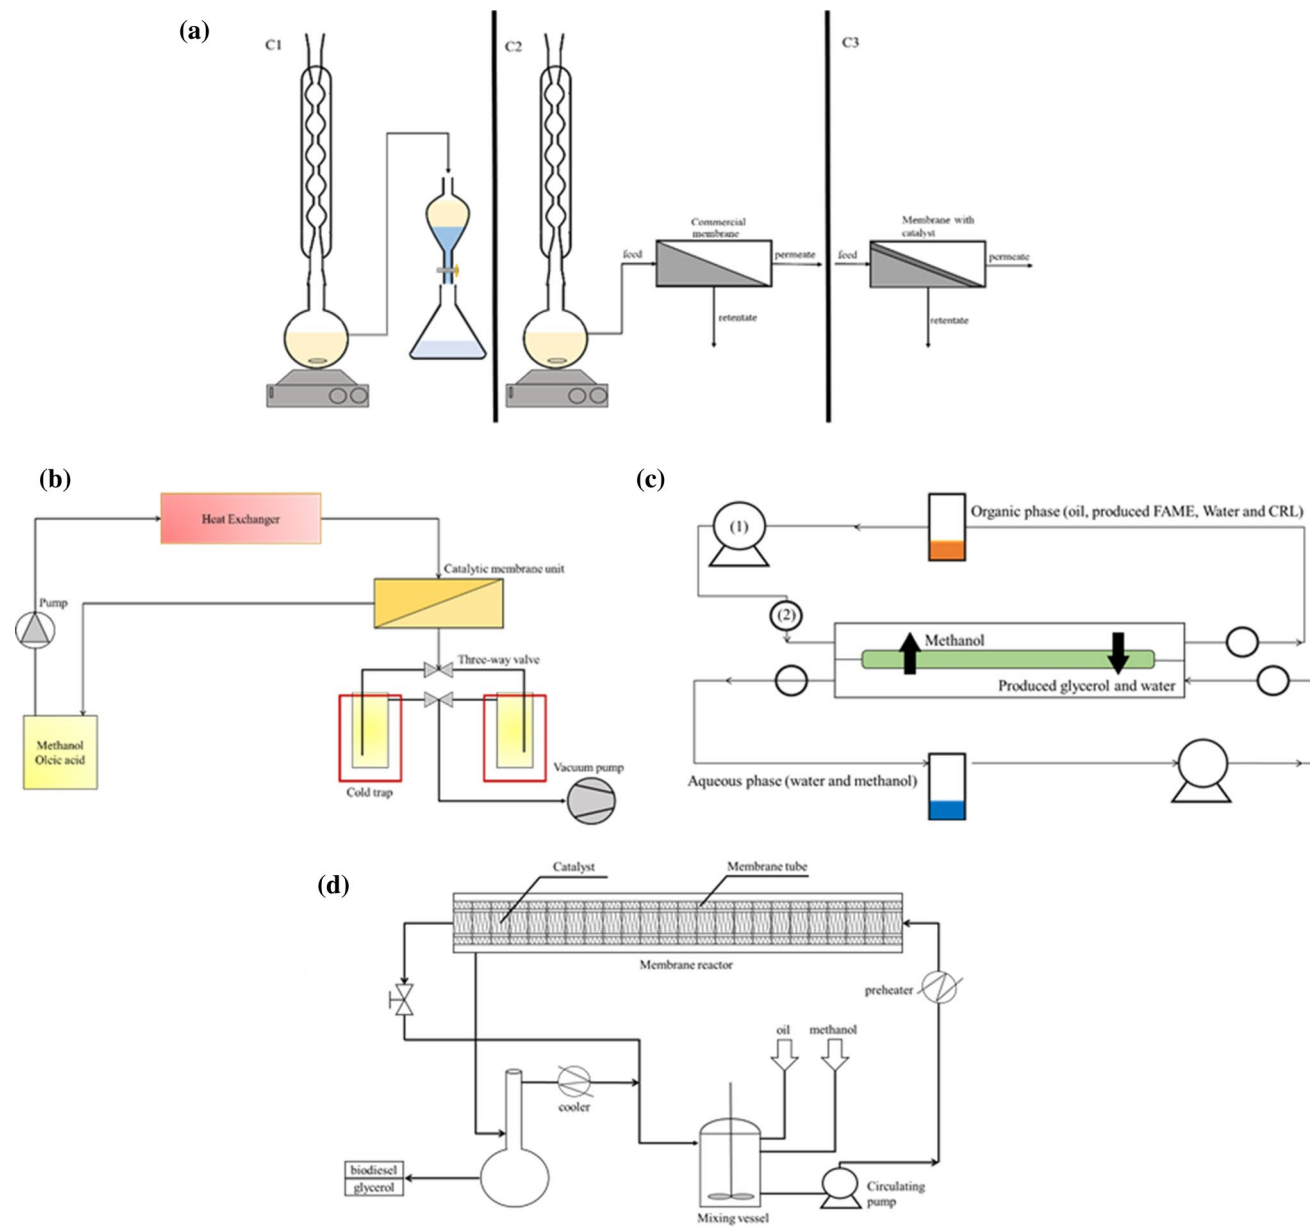 (a)
C1
C2
C3
Commercial
membrane
feed
permeate
retentate
Membrane with
catalyst
feed
permeate
retentate
(b)
Heat Exchanger
Catalytic membrane unit
Pump
Three-way valve
Methanol
Oleic acid
Cold trap
Vacuum pump
(c)
(1)
Organic phase (oil, produced FAME, Water and CRL)
(2)
Methanol
Produced glycerol and water
Aqueous phase (water and methanol)
(d)
Catalyst
Membrane tube
Membrane reactor
preheater
oil
methanol
cooler
biodiesel
glycerol
Circulating
pump
Mixing vessel